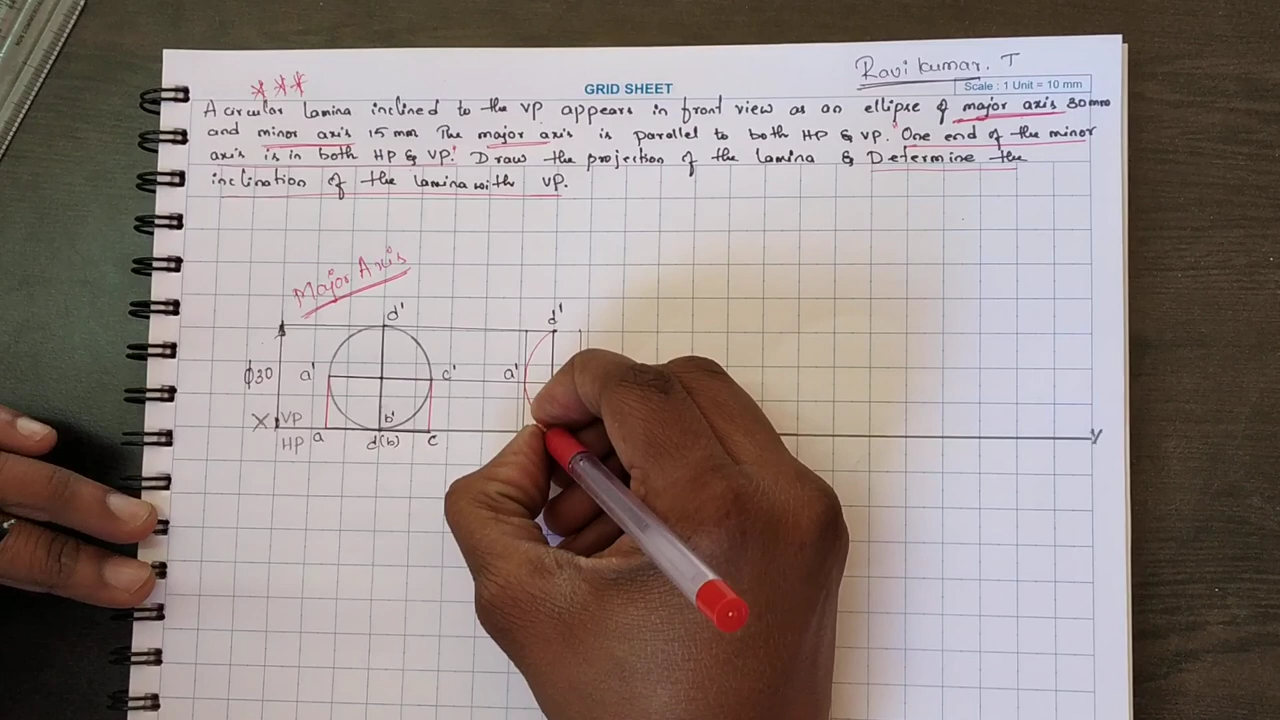 Ravi kumar. T
GRID SHEET
Scale : 1 Unit = 10 mm
A circular lamina inclined to the VP appears in front view as an ellipse of major axis 30mm
and minor axis 15 mm. The major axis is parallel to both HP & VP. "One end of the minor
axis is in both HP & VP." Draw the projection of the lamina & Determine the
inclination of the lamina with VP.
Major Axis
d' d'
ϕ30 a' c' a'
X VP b'
HP a d(b) c Y